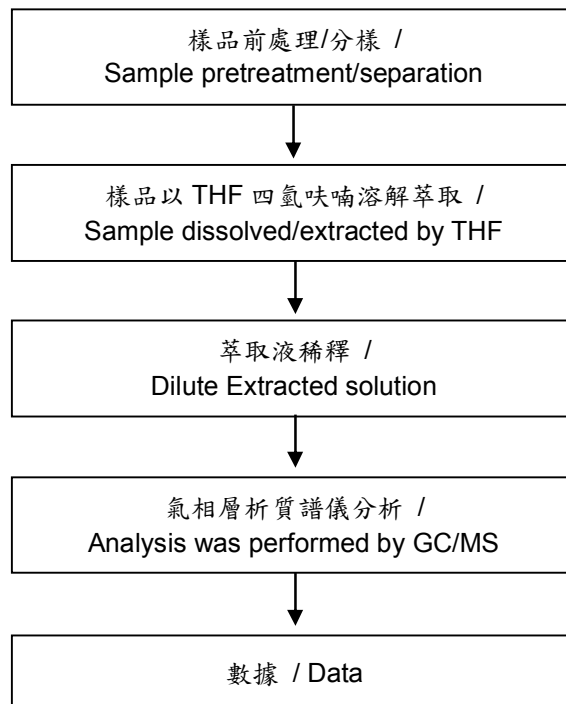 樣品前處理/分樣 /
Sample pretreatment/separation
樣品以 THF 四氫呋喃溶解萃取 /
Sample dissolved/extracted by THF
萃取液稀釋 /
Dilute Extracted solution
氣相層析質譜儀分析 /
Analysis was performed by GC/MS
數據 / Data